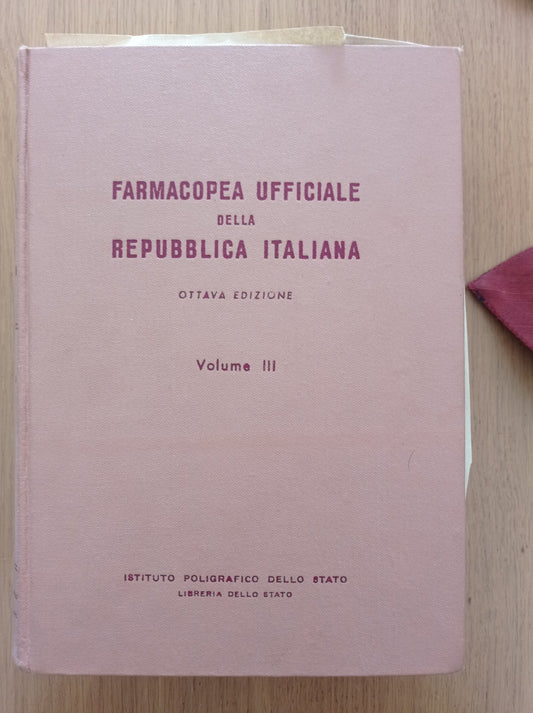 FARMACOPEA UFFICIALE
DELLA
REPUBBLICA ITALIANA
OTTAVA EDIZIONE
Volume III
ISTITUTO POLIGRAFICO DELLO STATO
LIBRERIA DELLO STATO